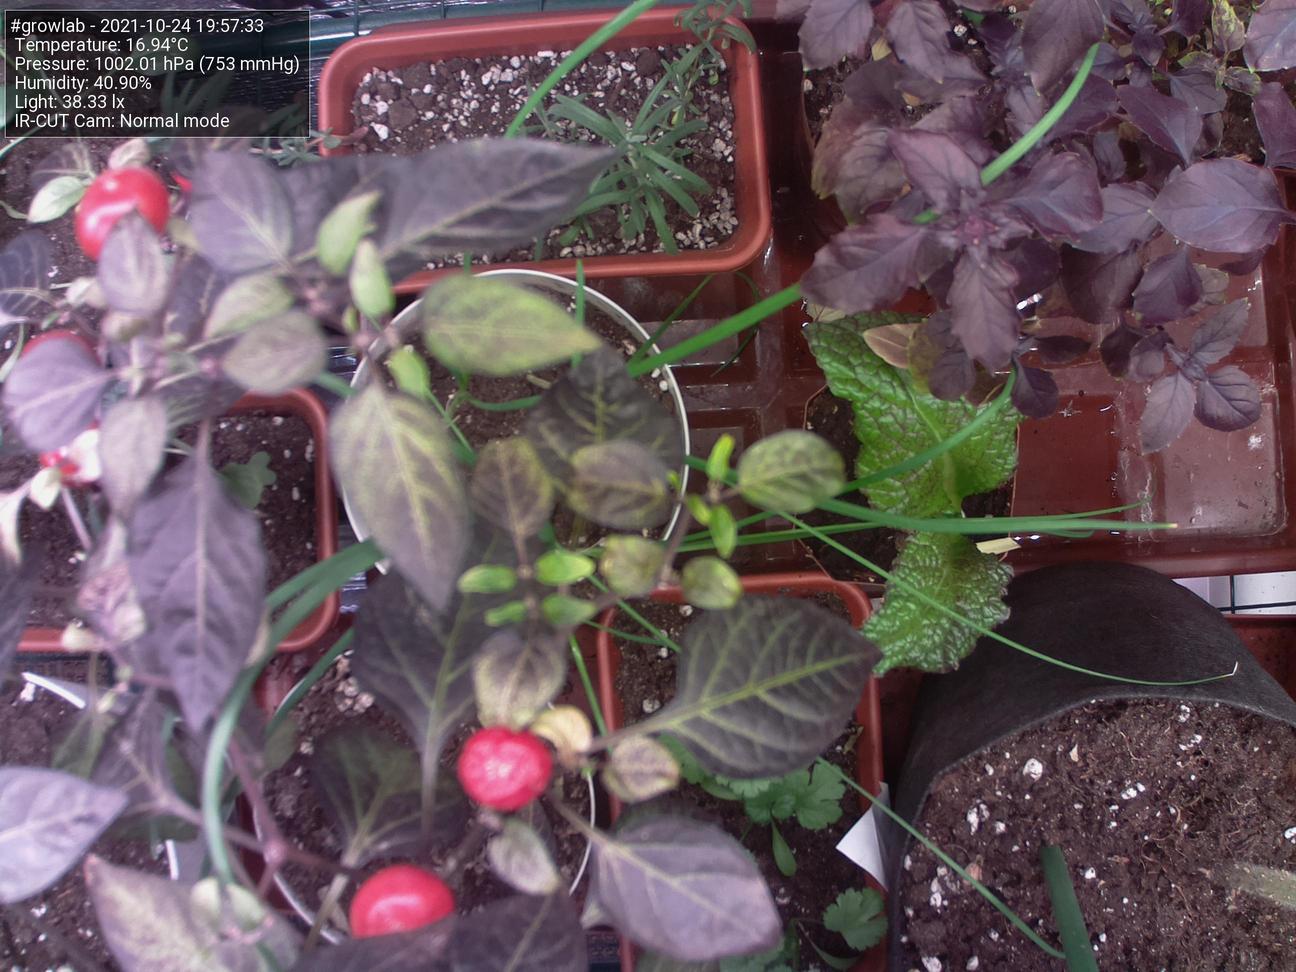 #growlab - 2021-10-24 19:57:33
Temperature: 16.94°C
Pressure: 1002.01 hPa (753 mmHg)
Humidity: 40.90%
Light: 38.33 lx
IR-CUT Cam: Normal mode